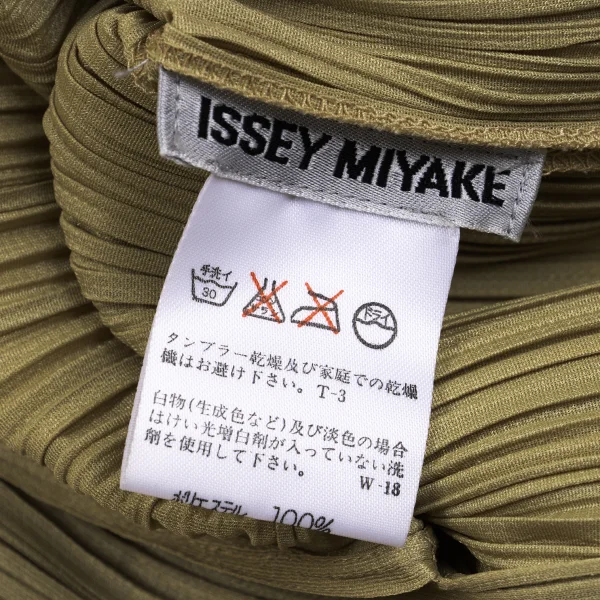 ISSEY MIYAKE
手洗イ
30
ドライ
タンブラー乾燥及び家庭での乾燥
機はお避け下さい。T-3
白物(生成色など)及び淡色の場合
はけい光増白剤が入っていない洗
剤を使用して下さい。
W-18
ポリエステル 100%